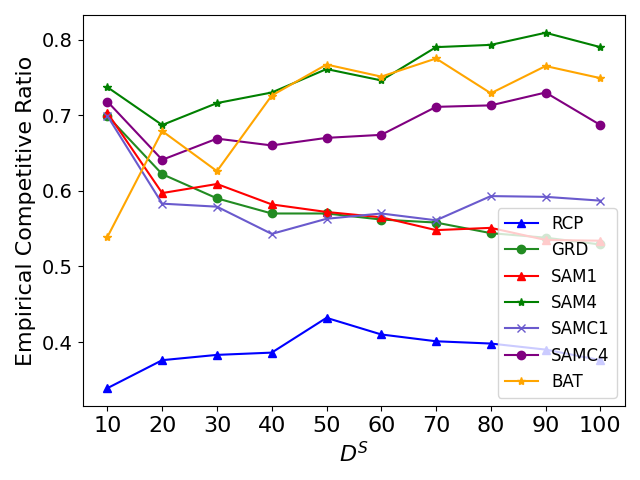 Empirical Competitive Ratio
0.8
0.7
0.6
0.5
0.4
10 20 30 40 50 60 70 80 90 100
D^S
RCP
GRD
SAM1
SAM4
SAMC1
SAMC4
BAT